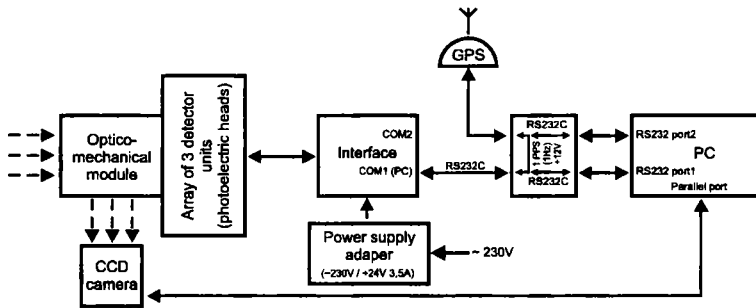 GPS
Optico-
mechanical
module
Array of 3 detector
units
(photoelectric heads)
COM2
Interface
COM1 (PC)
RS232C
RS232C
1 PPS
(1Hz)
+12V
RS232C
RS232 port2
PC
RS232 port1
Parallel port
Power supply
adaper
(~230V / +24V 3,5A)
~ 230V
CCD
camera